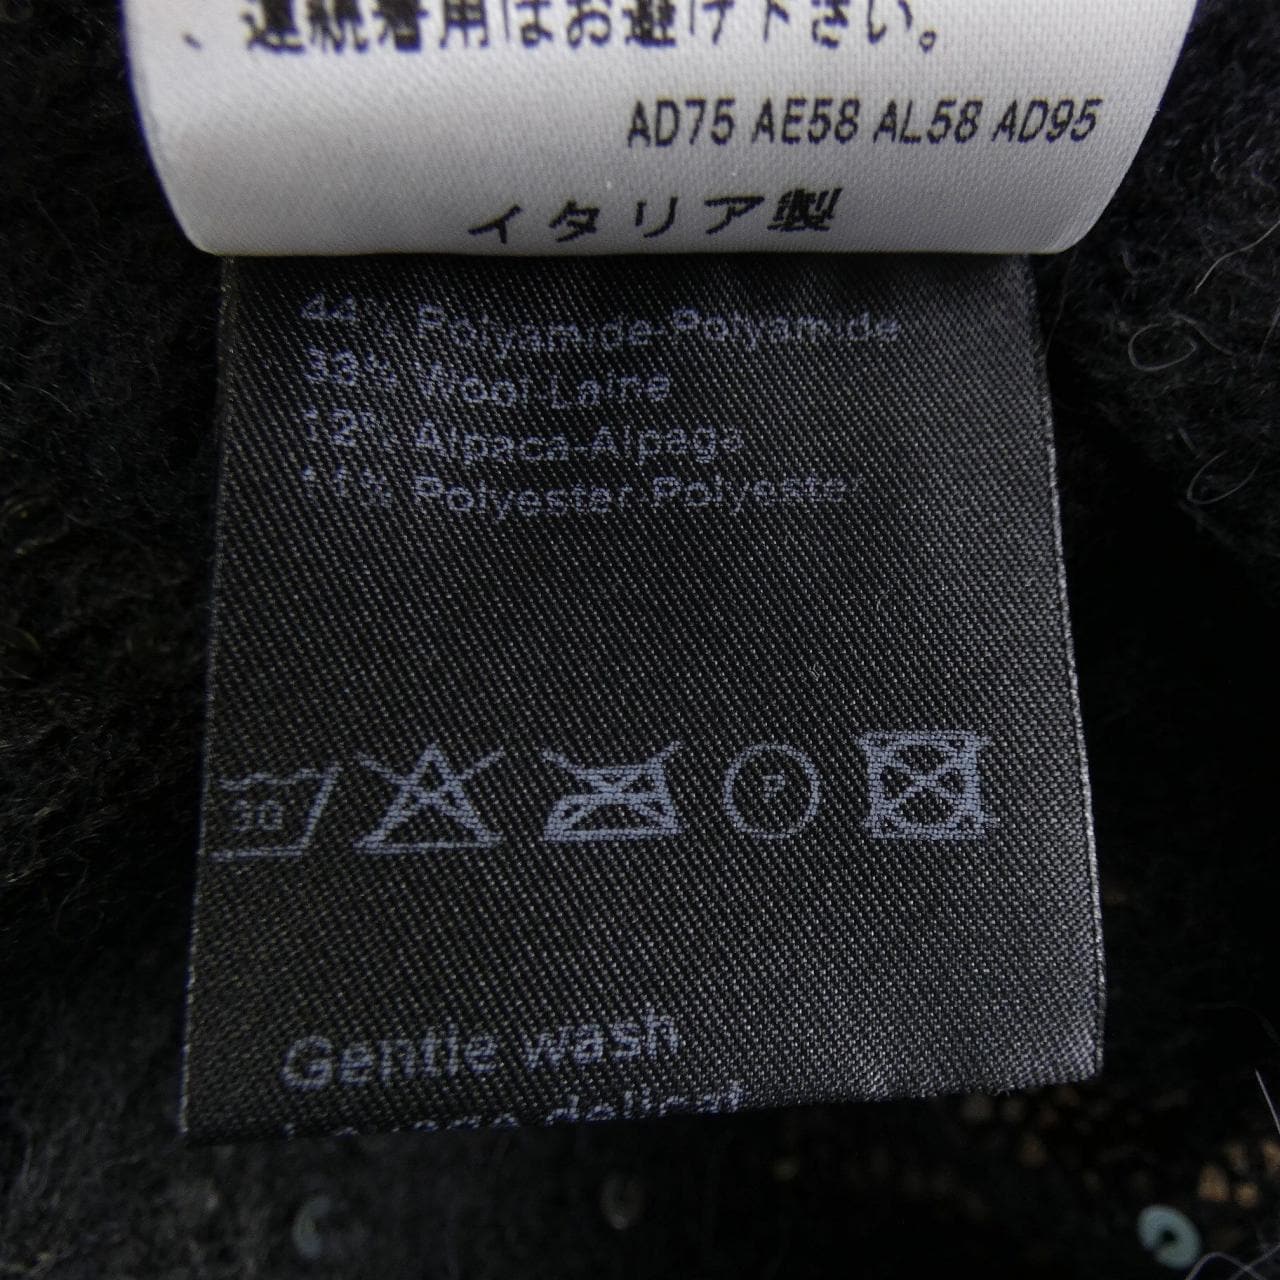 、連続着用はお避け下さい。
AD75 AE58 AL58 AD95
イタリア製
44% Polyamide-Polyamide
33% Wool-Laine
12% Alpaca-Alpaga
11% Polyester-Polyester
30
P
Gentle wash
delicat